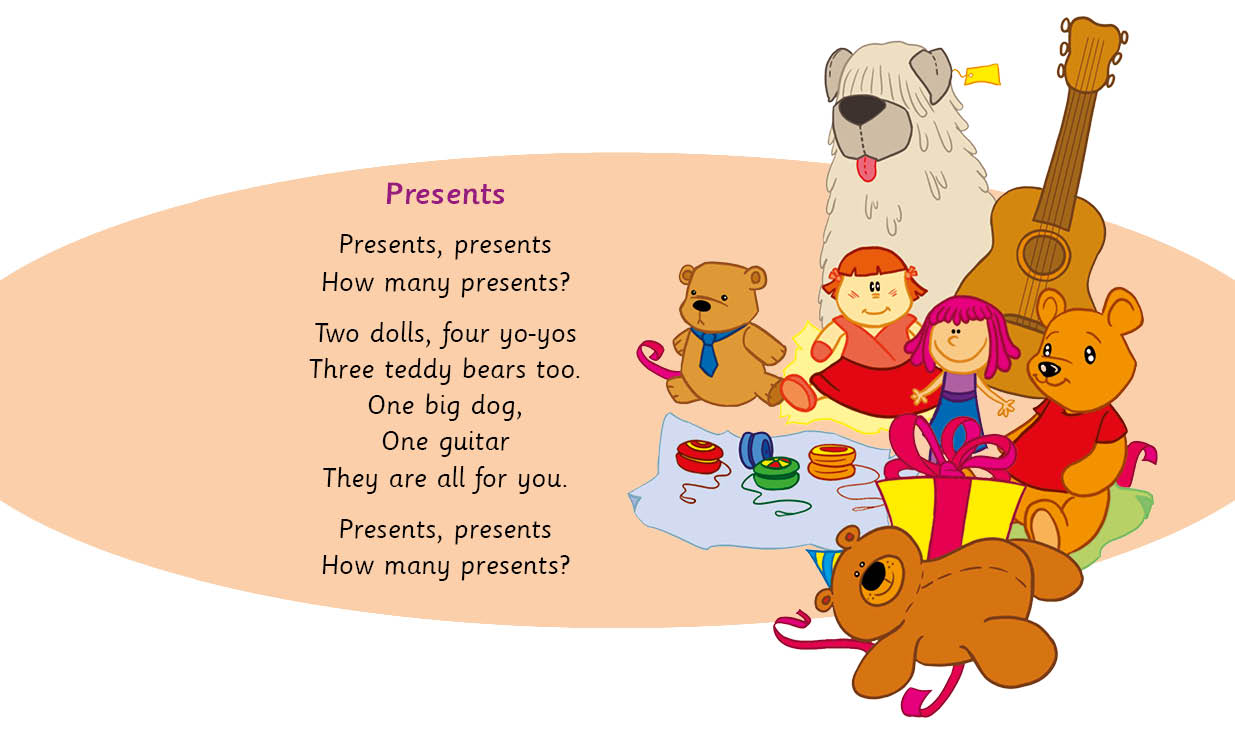 Presents
Presents, presents
How many presents?
Two dolls, four yo-yos
Three teddy bears too.
One big dog,
One guitar
They are all for you.
Presents, presents
How many presents?